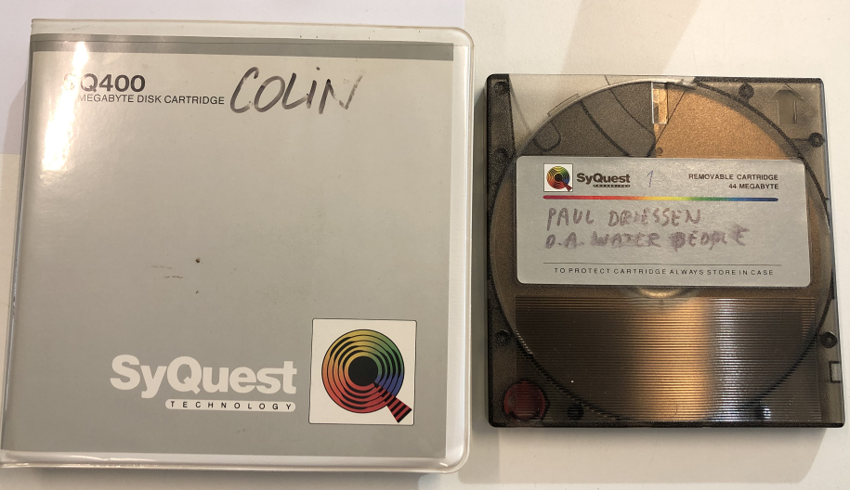 SQ400
MEGABYTE DISK CARTRIDGE
COLIN
SyQuest
TECHNOLOGY
SyQuest
TECHNOLOGY
1
REMOVABLE CARTRIDGE
44 MEGABYTE
PAUL DRIESSEN
O.A. WATER PEOPLE
TO PROTECT CARTRIDGE ALWAYS STORE IN CASE